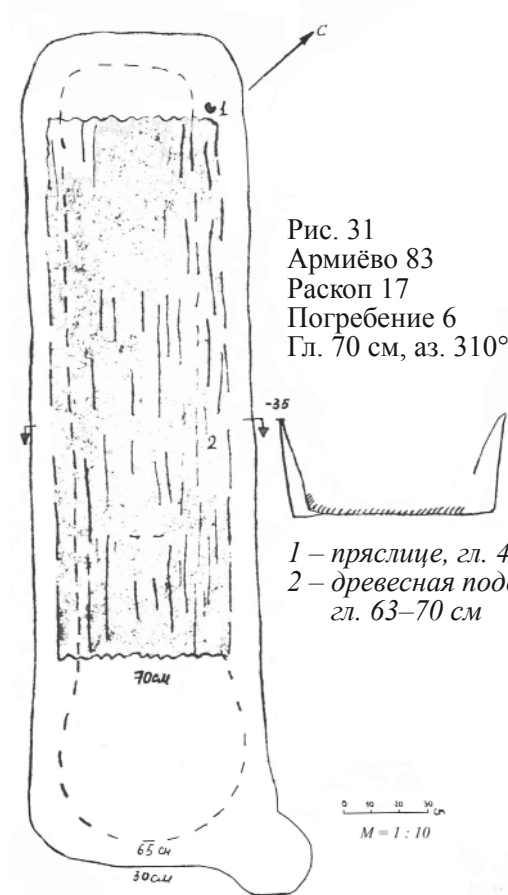 С
1
Рис. 31
Армиёво 83
Раскоп 17
Погребение 6
Гл. 70 см, аз. 310°
-35
2
1 – пряслице, гл. 4
2 – древесная
гл. 63–70 см
70см
0 10 20 30
М = 1 : 10
65 см
30см